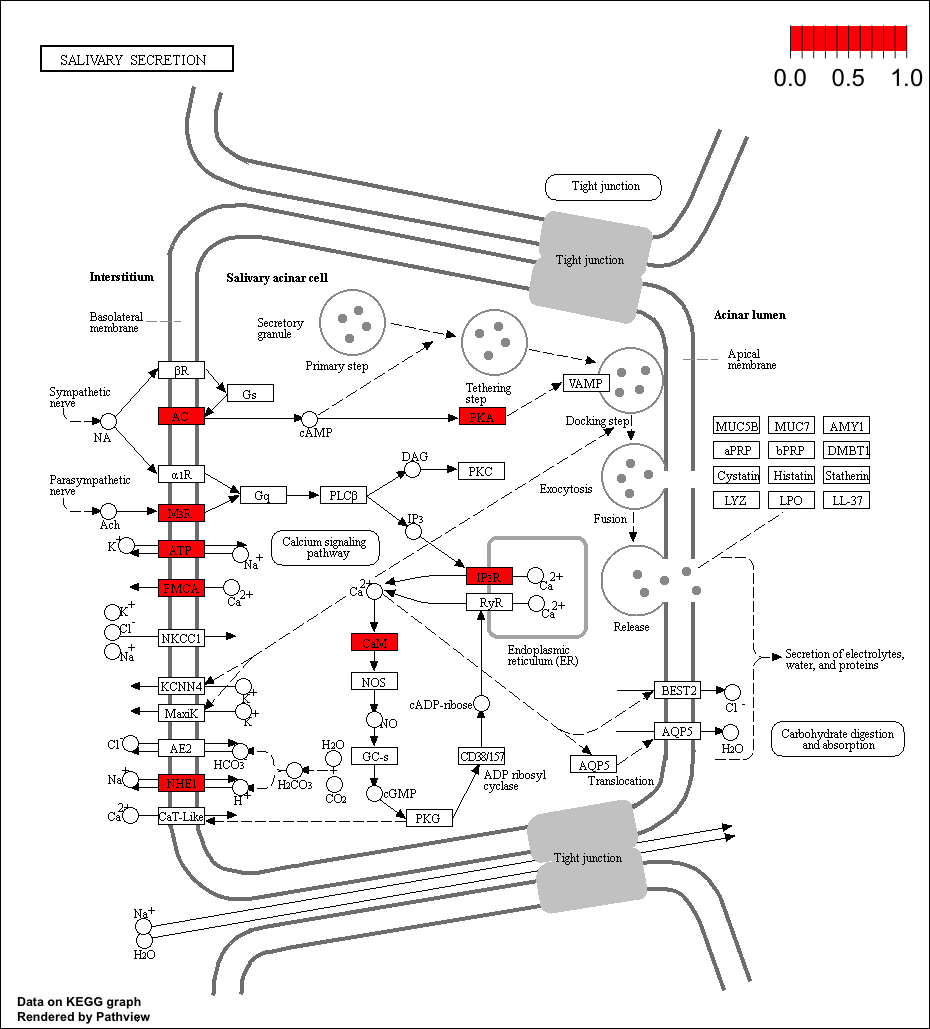 SALIVARY SECRETION
0.0 0.5 1.0
Tight junction
Tight junction
Interstitium
Salivary acinar cell
Basolateral
membrane
Secretory
granule
Primary step
Acinar lumen
Apical
membrane
Sympathetic
nerve
NA
βR
Gs
AC
cAMP
Tethering
step
PKA
VAMP
Docking step
MUC5B MUC7 AMY1
aPRP bPRP DMBT1
Cystatin Histatin Statherin
LYZ LPO LL-37
Parasympathetic
nerve
Ach
α1R
M3R
Gq
PLCβ
DAG
PKC
IP3
Exocytosis
Fusion
Release
Calcium signaling
pathway
K+
ATP
Na+
PMCA
Ca2+
K+
Cl-
Na+
NKCC1
IP3R
Ca2+
RyR
Ca2+
Endoplasmic
reticulum (ER)
Ca2+
CaM
NOS
NO
GC-s
cGMP
PKG
cADP-ribose
CD38/157
ADP ribosyl
cyclase
KCNN4
K+
MaxiK
K+
Cl-
AE2
HCO3-
Na+
NHE1
H+
H2CO3
H2O
+
CO2
Ca2+
CaT-Like
Secretion of electrolytes,
water, and proteins
BEST2
Cl-
AQP5
H2O
AQP5
Translocation
Carbohydrate digestion
and absorption
Tight junction
Na+
H2O
Data on KEGG graph
Rendered by Pathview